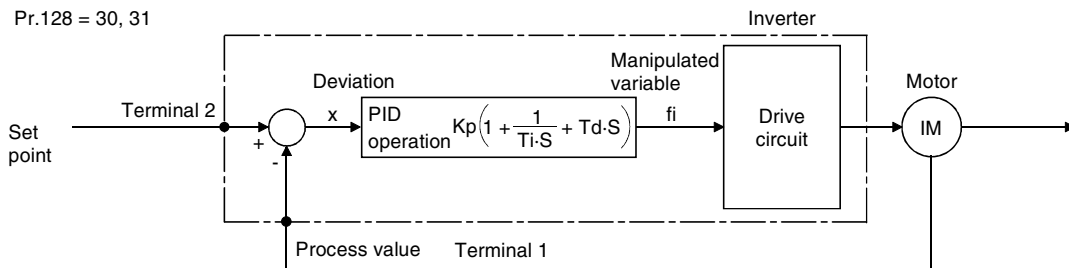 Pr.128 = 30, 31
Inverter
Manipulated
variable
Deviation
Motor
Terminal 2
x
PID
operation
Kp(1 + 1/Ti·S + Td·S)
fi
Drive
circuit
IM
Set
point
+
-
Process value
Terminal 1